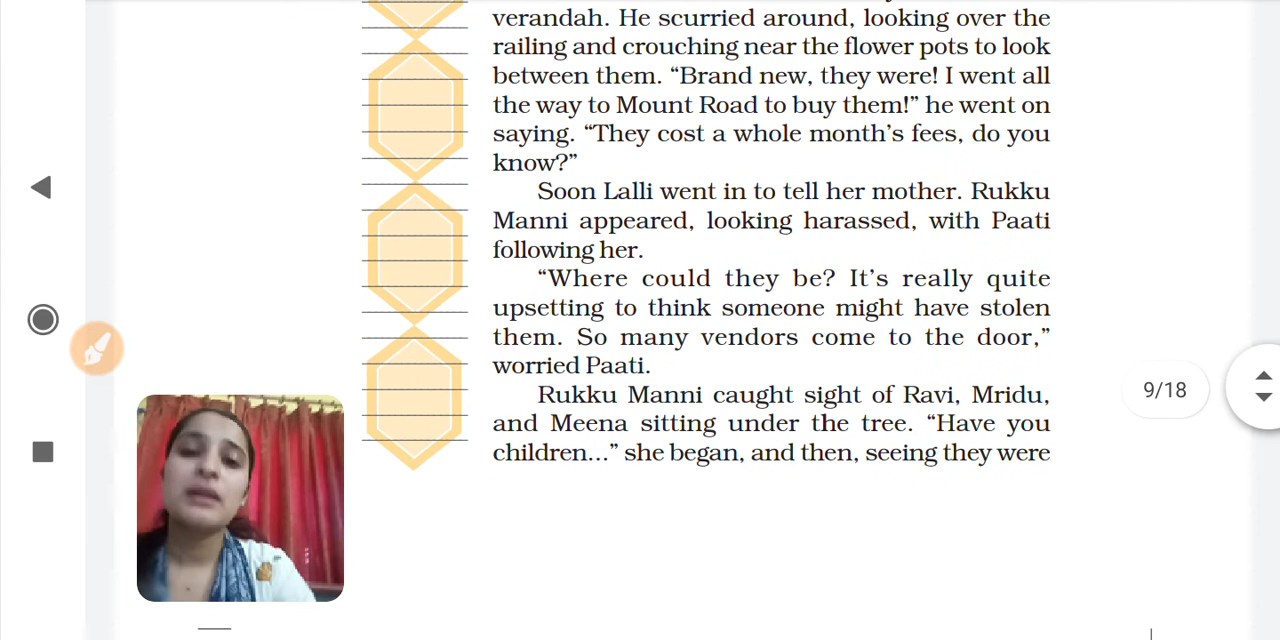 verandah. He scurried around, looking over the
railing and crouching near the flower pots to look
between them. “Brand new, they were! I went all
the way to Mount Road to buy them!” he went on
saying. “They cost a whole month’s fees, do you
know?”
Soon Lalli went in to tell her mother. Rukku
Manni appeared, looking harassed, with Paati
following her.
“Where could they be? It’s really quite
upsetting to think someone might have stolen
them. So many vendors come to the door,”
worried Paati.
Rukku Manni caught sight of Ravi, Mridu,
and Meena sitting under the tree. “Have you
children...” she began, and then, seeing they were
9/18